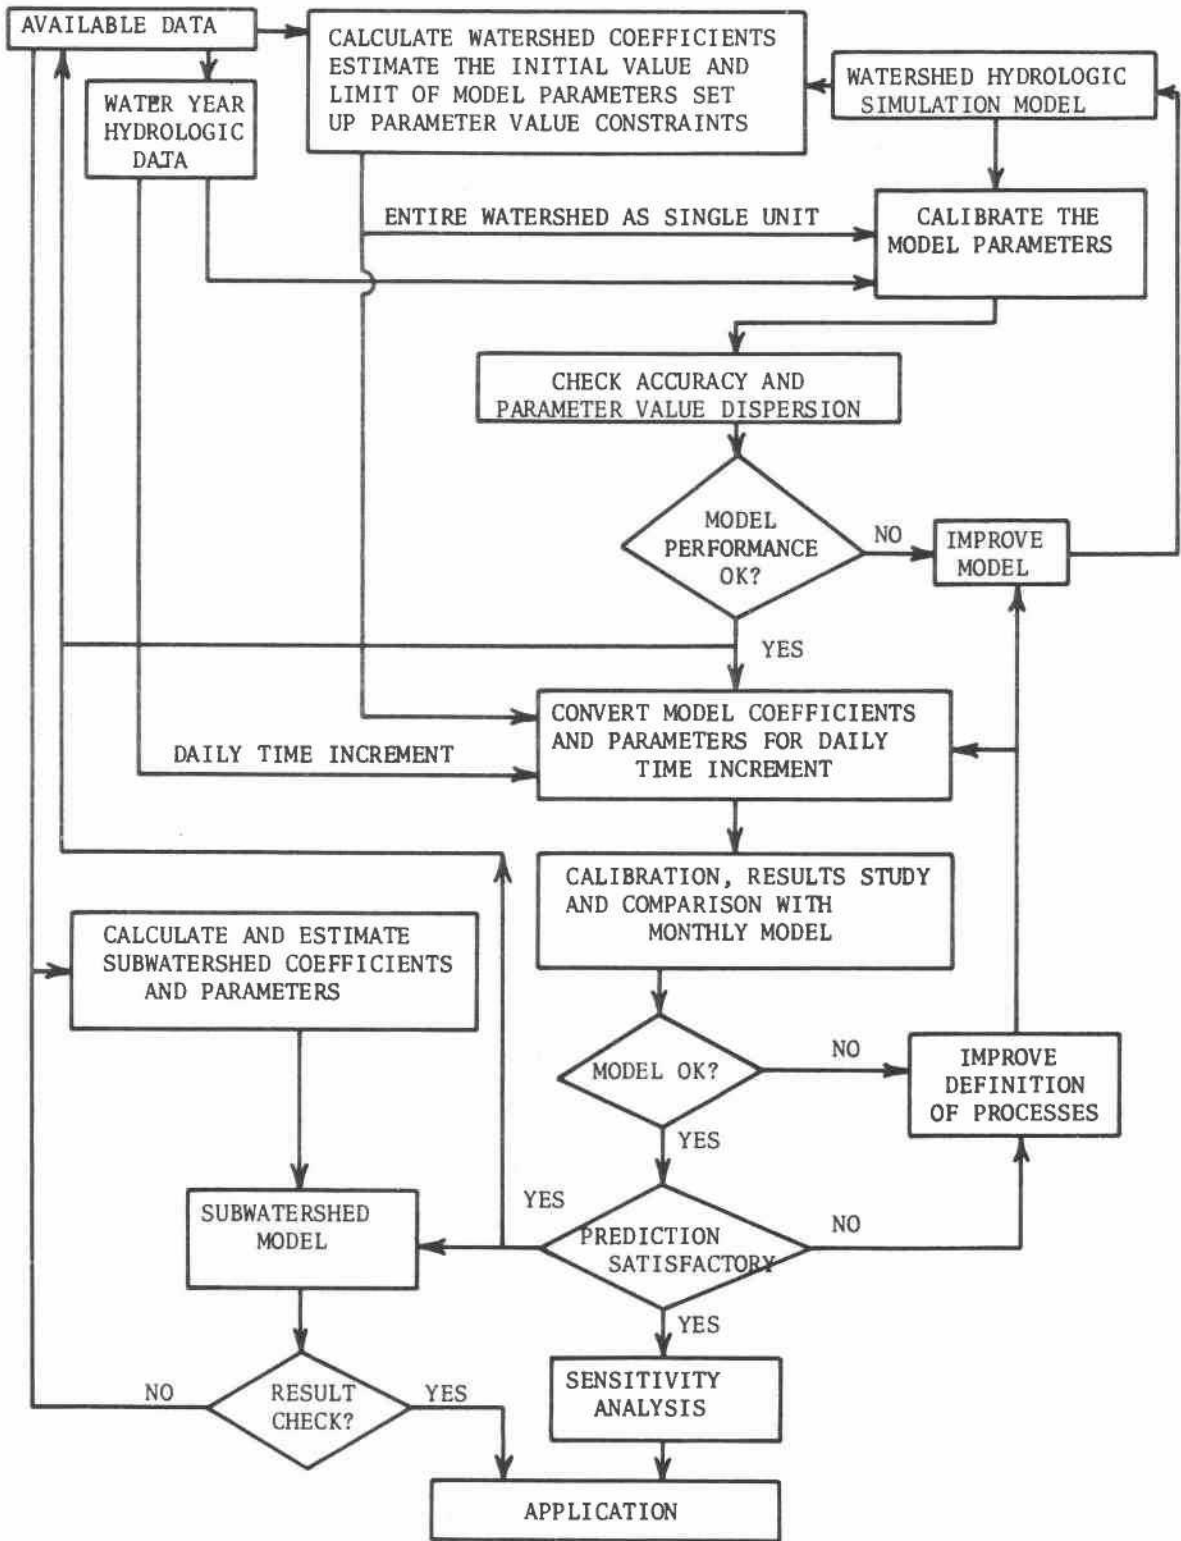 AVAILABLE DATA
CALCULATE WATERSHED COEFFICIENTS
ESTIMATE THE INITIAL VALUE AND
LIMIT OF MODEL PARAMETERS SET
UP PARAMETER VALUE CONSTRAINTS
WATERSHED HYDROLOGIC
SIMULATION MODEL
WATER YEAR
HYDROLOGIC
DATA
ENTIRE WATERSHED AS SINGLE UNIT
CALIBRATE THE
MODEL PARAMETERS
CHECK ACCURACY AND
PARAMETER VALUE DISPERSION
MODEL
PERFORMANCE
OK?
NO
IMPROVE
MODEL
YES
CONVERT MODEL COEFFICIENTS
AND PARAMETERS FOR DAILY
TIME INCREMENT
DAILY TIME INCREMENT
CALIBRATION, RESULTS STUDY
AND COMPARISON WITH
MONTHLY MODEL
CALCULATE AND ESTIMATE
SUBWATERSHED COEFFICIENTS
AND PARAMETERS
MODEL OK?
NO
IMPROVE
DEFINITION
OF PROCESSES
YES
SUBWATERSHED
MODEL
YES
PREDICTION
SATISFACTORY
NO
YES
NO
RESULT
CHECK?
YES
SENSITIVITY
ANALYSIS
APPLICATION